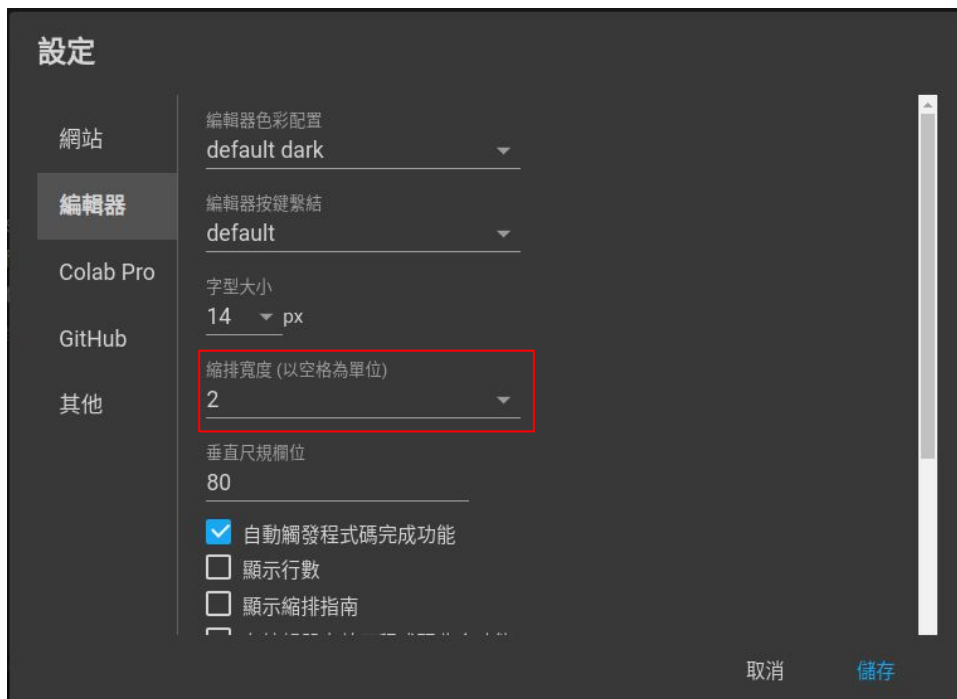 設定
網站
編輯器
Colab Pro
GitHub
其他
編輯器色彩配置
default dark
編輯器按鍵繫結
default
字型大小
14 px
縮排寬度 (以空格為單位)
2
垂直尺規欄位
80
自動觸發程式碼完成功能
顯示行數
顯示縮排指南
取消
儲存